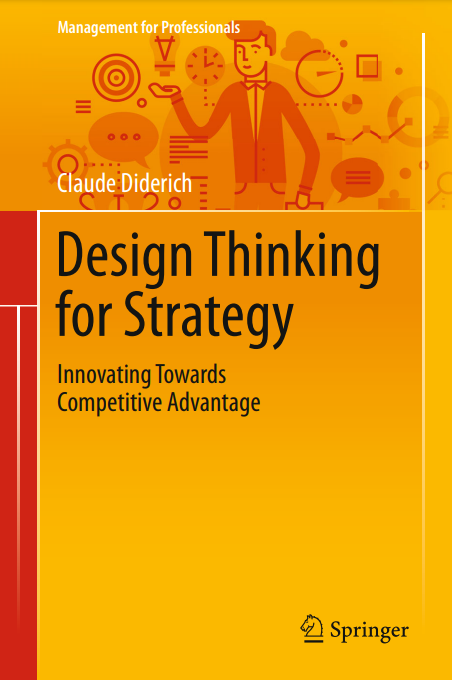 Management for Professionals
Claude Diderich
Design Thinking
for Strategy
Innovating Towards
Competitive Advantage
Springer